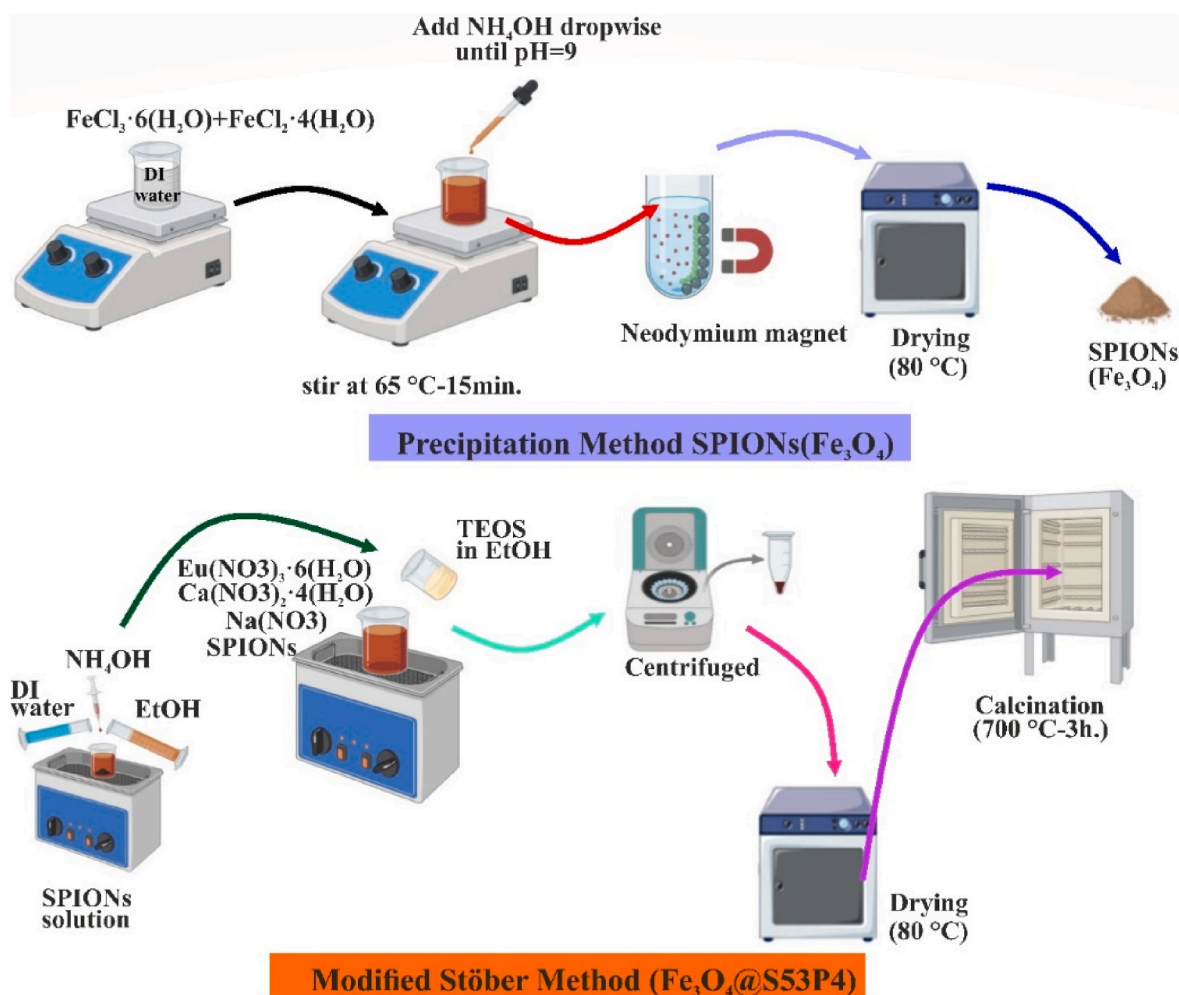 Add NH₄OH dropwise
until pH=9
FeCl₃·6(H₂O)+FeCl₂·4(H₂O)
DI
water
Neodymium magnet
Drying
(80 °C)
SPIONs
(Fe₃O₄)
stir at 65 °C-15min.
Precipitation Method SPIONs(Fe₃O₄)
TEOS
in EtOH
Eu(NO3)₃·6(H₂O)
Ca(NO3)₂·4(H₂O)
Na(NO3)
SPIONs
NH₄OH
DI
water
EtOH
SPIONs
solution
Centrifuged
Calcination
(700 °C-3h.)
Drying
(80 °C)
Modified Stöber Method (Fe₃O₄@S53P4)